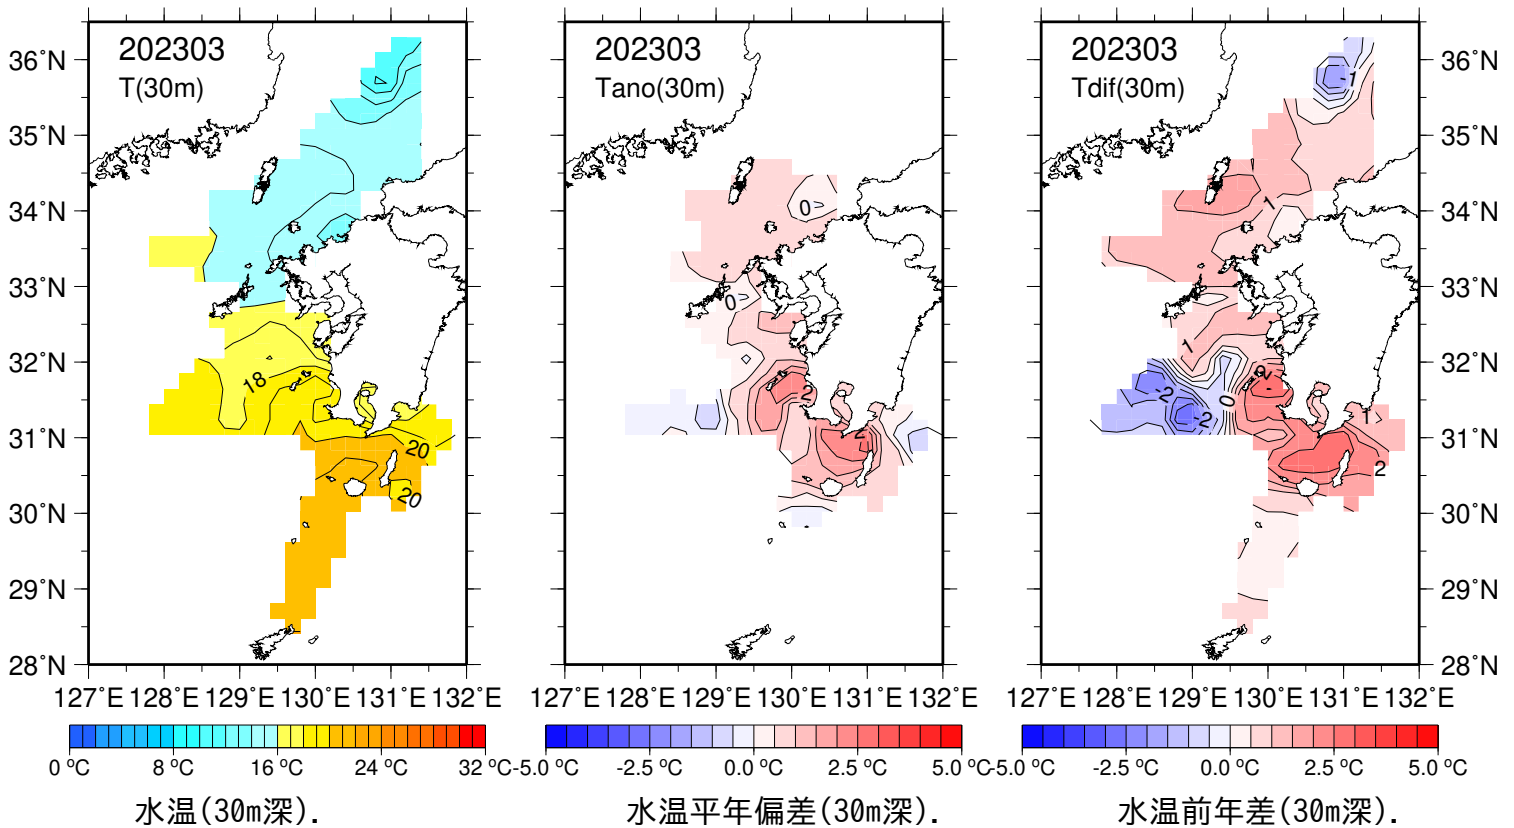 202303
T(30m)
36°N
35°N
34°N
33°N
32°N
31°N
30°N
29°N
28°N
18
20
20
127°E 128°E 129°E 130°E 131°E 132°E
0 °C 8 °C 16 °C 24 °C 32 °C
水温(30m深).
202303
Tano(30m)
0
0
2
2
127°E 128°E 129°E 130°E 131°E 132°E
-5.0 °C -2.5 °C 0.0 °C 2.5 °C 5.0 °C
水温平年偏差(30m深).
202303
Tdif(30m)
-1
1
1
-2
-2
0
2
1
2
36°N
35°N
34°N
33°N
32°N
31°N
30°N
29°N
28°N
127°E 128°E 129°E 130°E 131°E 132°E
-5.0 °C -2.5 °C 0.0 °C 2.5 °C 5.0 °C
水温前年差(30m深).